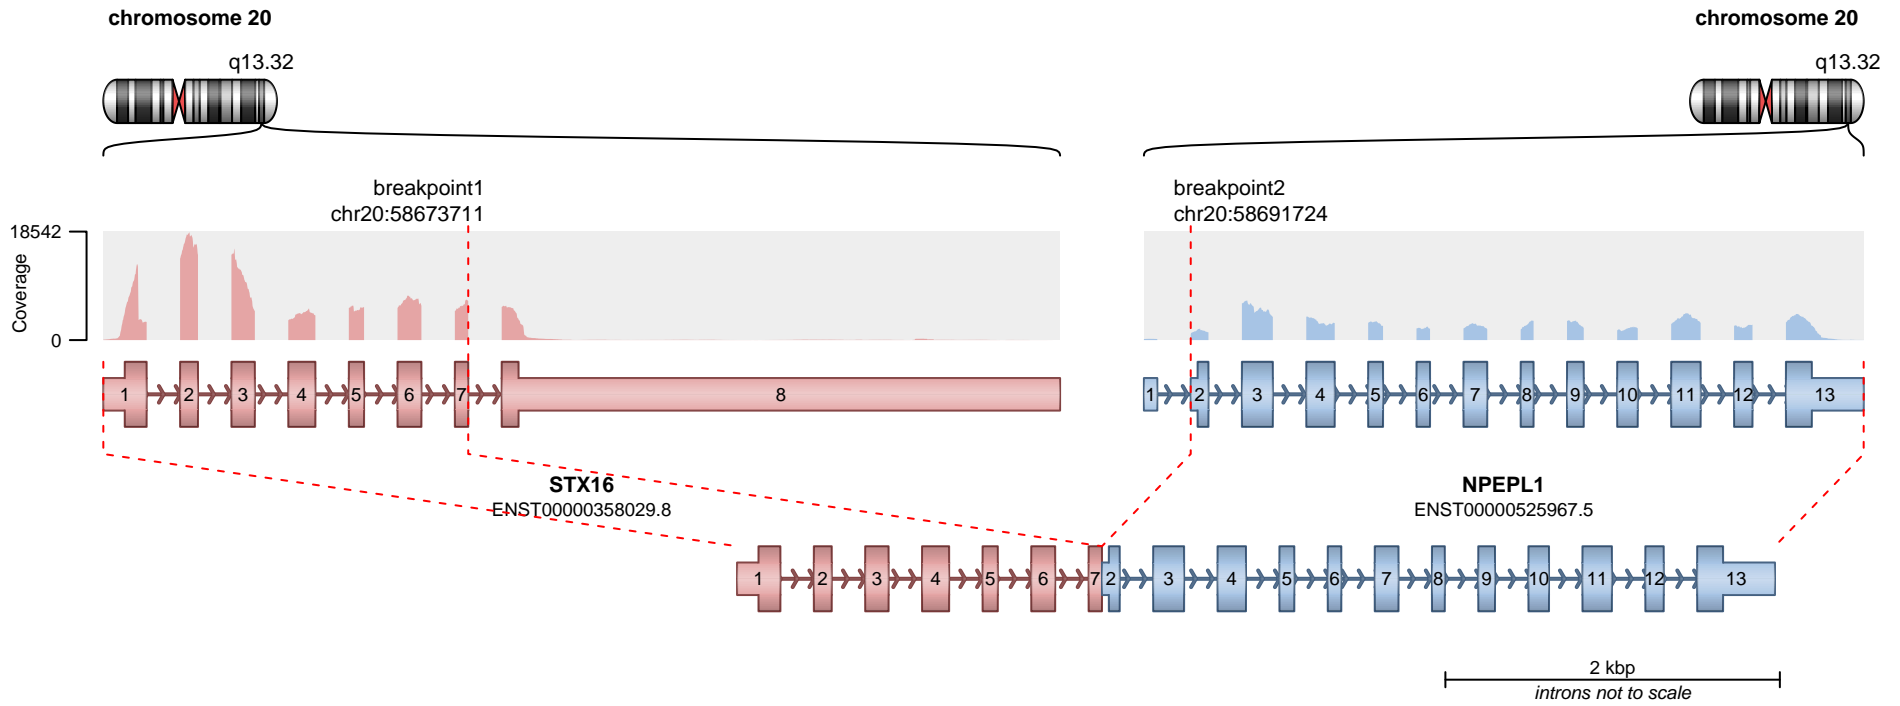 chromosome 20
chromosome 20
q13.32
q13.32
breakpoint1
chr20:58673711
breakpoint2
chr20:58691724
18542
Coverage
0
1 2 3 4 5 6 7 8
1 2 3 4 5 6 7 8 9 10 11 12 13
STX16
ENST00000358029.8
NPEPL1
ENST00000525967.5
1 2 3 4 5 6 7 2 3 4 5 6 7 8 9 10 11 12 13
2 kbp
introns not to scale